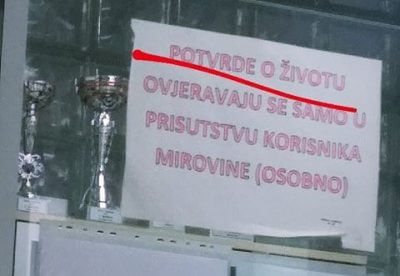 POTVRDE O ŽIVOTU
OVJERAVAJU SE SAMO U
PRISUTSTVU KORISNIKA
MIROVINE (OSOBNO)